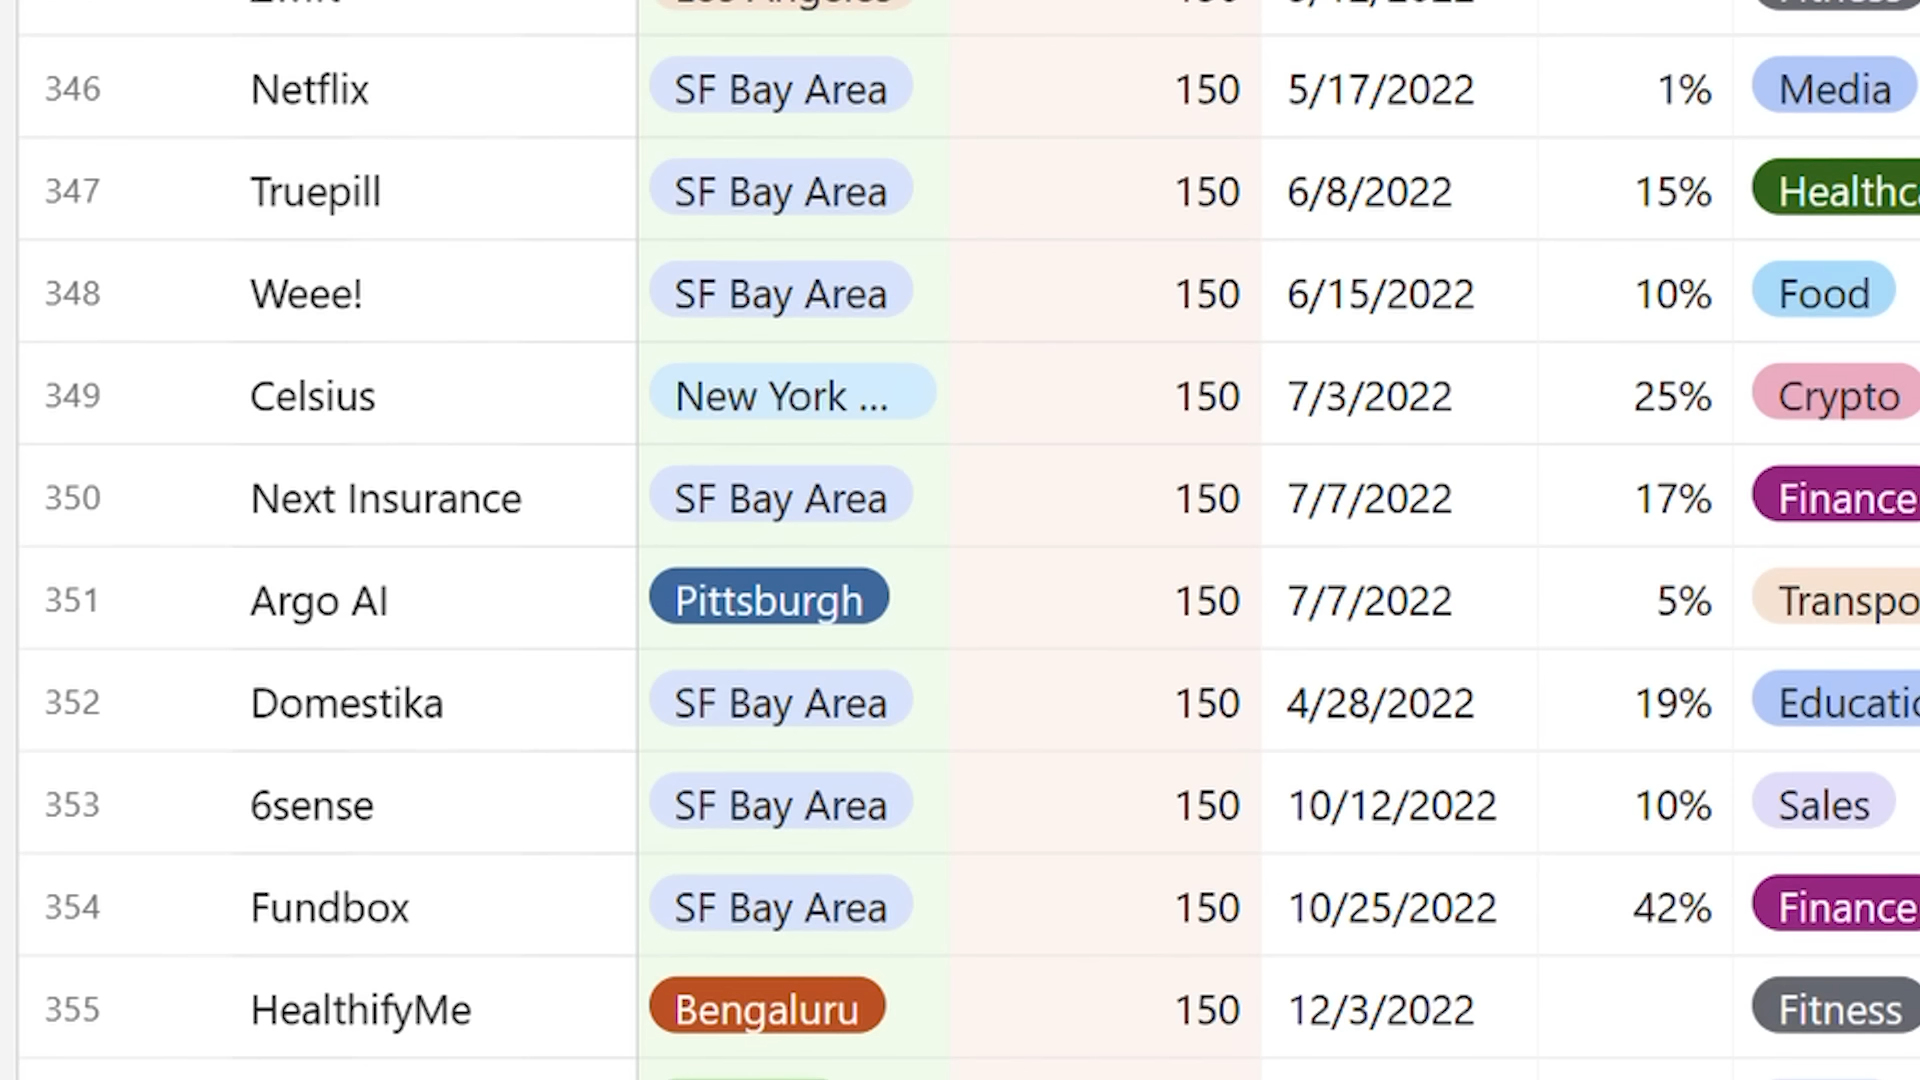 346 Netflix SF Bay Area 150 5/17/2022 1% Media
347 Truepill SF Bay Area 150 6/8/2022 15% Healthca
348 Weee! SF Bay Area 150 6/15/2022 10% Food
349 Celsius New York ... 150 7/3/2022 25% Crypto
350 Next Insurance SF Bay Area 150 7/7/2022 17% Finance
351 Argo AI Pittsburgh 150 7/7/2022 5% Transpo
352 Domestika SF Bay Area 150 4/28/2022 19% Educatio
353 6sense SF Bay Area 150 10/12/2022 10% Sales
354 Fundbox SF Bay Area 150 10/25/2022 42% Finance
355 HealthifyMe Bengaluru 150 12/3/2022 Fitness